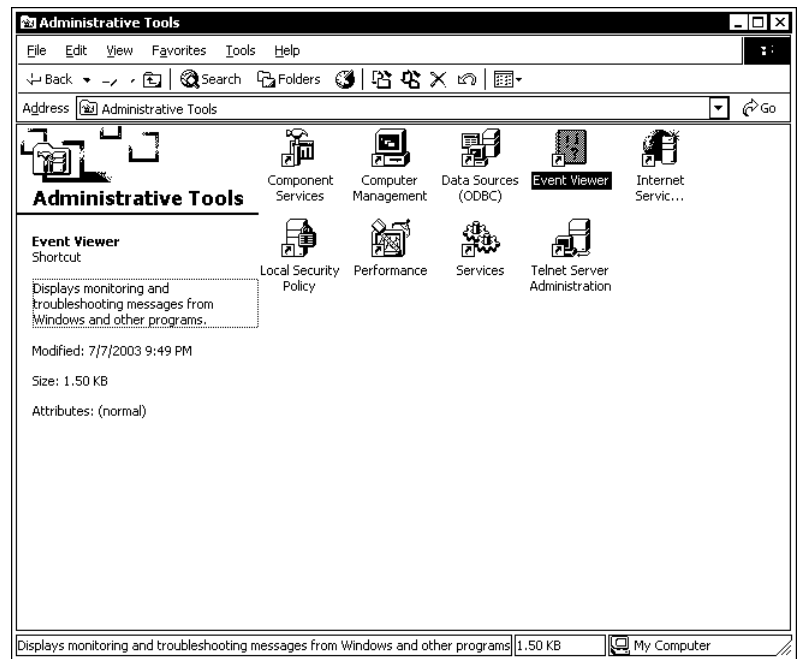 Administrative Tools
File Edit View Favorites Tools Help
Back Search Folders
Address Administrative Tools Go
Administrative Tools
Event Viewer
Shortcut
Displays monitoring and
troubleshooting messages from
Windows and other programs.
Modified: 7/7/2003 9:49 PM
Size: 1.50 KB
Attributes: (normal)
Component
Services
Computer
Management
Data Sources
(ODBC)
Event Viewer
Internet
Servic...
Local Security
Policy
Performance
Services
Telnet Server
Administration
Displays monitoring and troubleshooting messages from Windows and other programs 1.50 KB My Computer